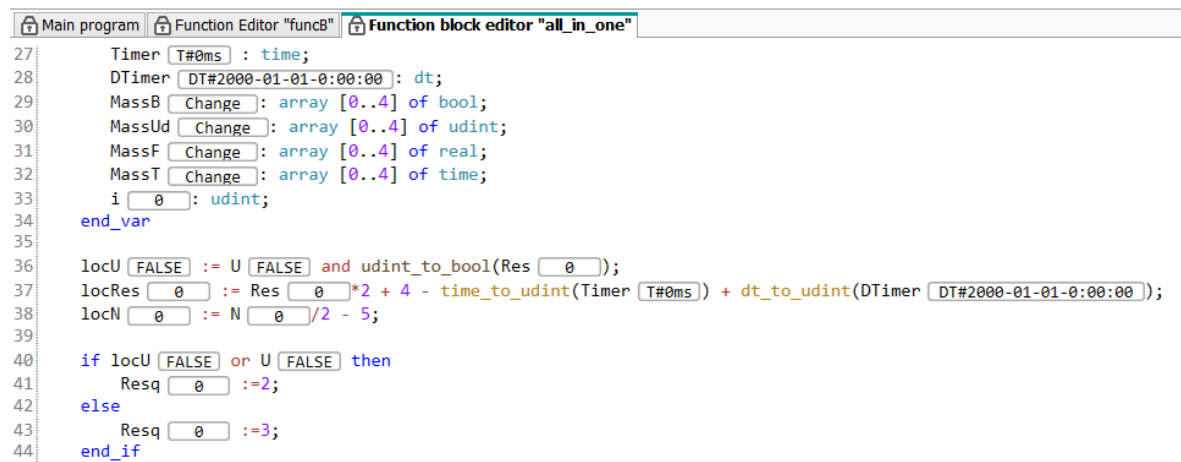 Main program Function Editor "funcB" Function block editor "all_in_one"
27 Timer T#0ms : time;
28 DTimer DT#2000-01-01-0:00:00 : dt;
29 MassB Change : array [0..4] of bool;
30 MassUd Change : array [0..4] of udint;
31 MassF Change : array [0..4] of real;
32 MassT Change : array [0..4] of time;
33 i 0 : udint;
34 end_var
35
36 locU FALSE := U FALSE and udint_to_bool(Res 0 );
37 locRes 0 := Res 0 *2 + 4 - time_to_udint(Timer T#0ms ) + dt_to_udint(DTimer DT#2000-01-01-0:00:00 );
38 locN 0 := N 0 /2 - 5;
39
40 if locU FALSE or U FALSE then
41 Resq 0 :=2;
42 else
43 Resq 0 :=3;
44 end_if